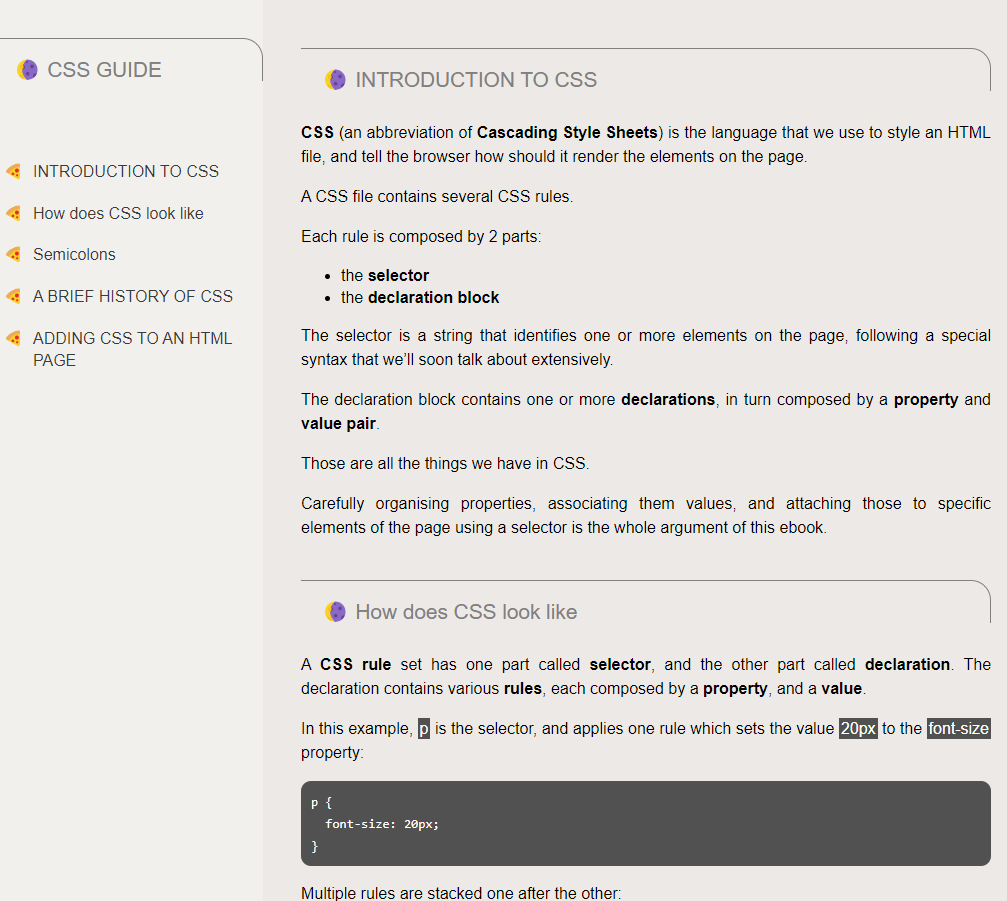 CSS GUIDE
INTRODUCTION TO CSS
How does CSS look like
Semicolons
A BRIEF HISTORY OF CSS
ADDING CSS TO AN HTML
PAGE
INTRODUCTION TO CSS
CSS (an abbreviation of Cascading Style Sheets) is the language that we use to style an HTML
file, and tell the browser how should it render the elements on the page.
A CSS file contains several CSS rules.
Each rule is composed by 2 parts:
• the selector
• the declaration block
The selector is a string that identifies one or more elements on the page, following a special
syntax that we’ll soon talk about extensively.
The declaration block contains one or more declarations, in turn composed by a property and
value pair.
Those are all the things we have in CSS.
Carefully organising properties, associating them values, and attaching those to specific
elements of the page using a selector is the whole argument of this ebook.
How does CSS look like
A CSS rule set has one part called selector, and the other part called declaration. The
declaration contains various rules, each composed by a property, and a value.
In this example, p is the selector, and applies one rule which sets the value 20px to the font-size
property:
p {
  font-size: 20px;
}
Multiple rules are stacked one after the other: